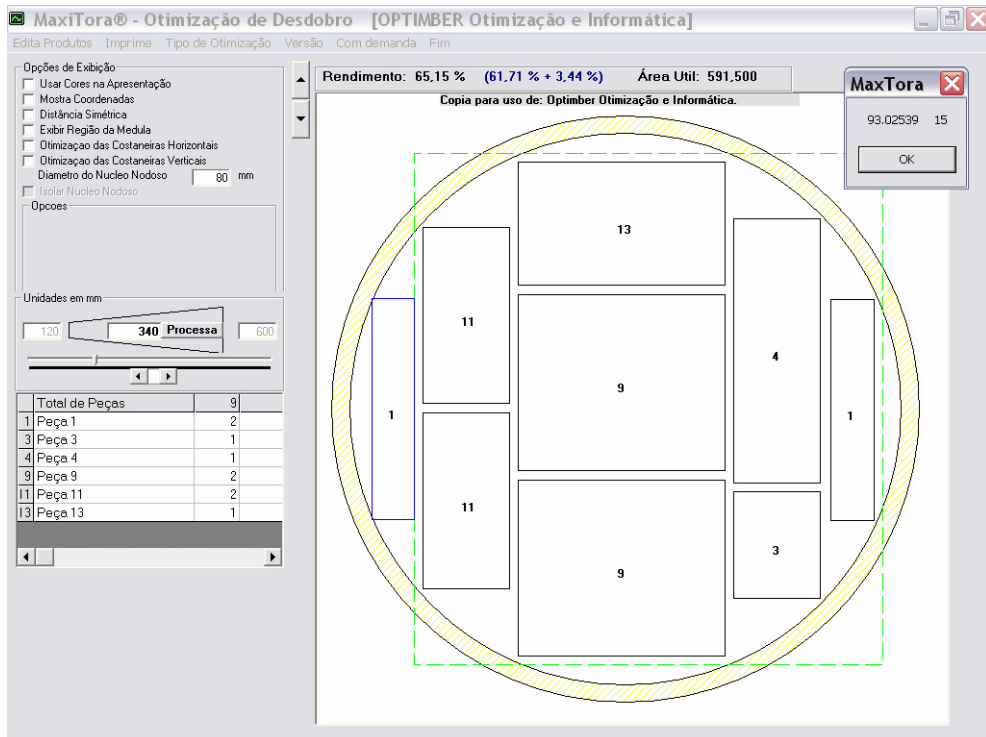 MaxiTora® - Otimização de Desdobro [OPTIMBER Otimização e Informática]
Edita Produtos Imprime Tipo de Otimização Versão Com demanda Fim
Opções de Exibição
Usar Cores na Apresentação
Mostra Coordenadas
Distância Simétrica
Exibir Região da Medula
Otimizaçao das Costaneiras Horizontais
Otimizaçao das Costaneiras Verticais
Diametro do Nucleo Nodoso 80 mm
Isolar Nucleo Nodoso
Opcoes
Unidades em mm
120 340 Processa 600
Total de Peças 9
1 Peça 1 2
3 Peça 3 1
4 Peça 4 1
9 Peça 9 2
11 Peça 11 2
13 Peça 13 1
Rendimento: 65,15 % (61,71 % + 3,44 %) Área Util: 591,500
Copia para uso de: Optimber Otimização e Informática.
MaxTora
93.02539 15
OK
13
11
4
9
1
1
11
3
9